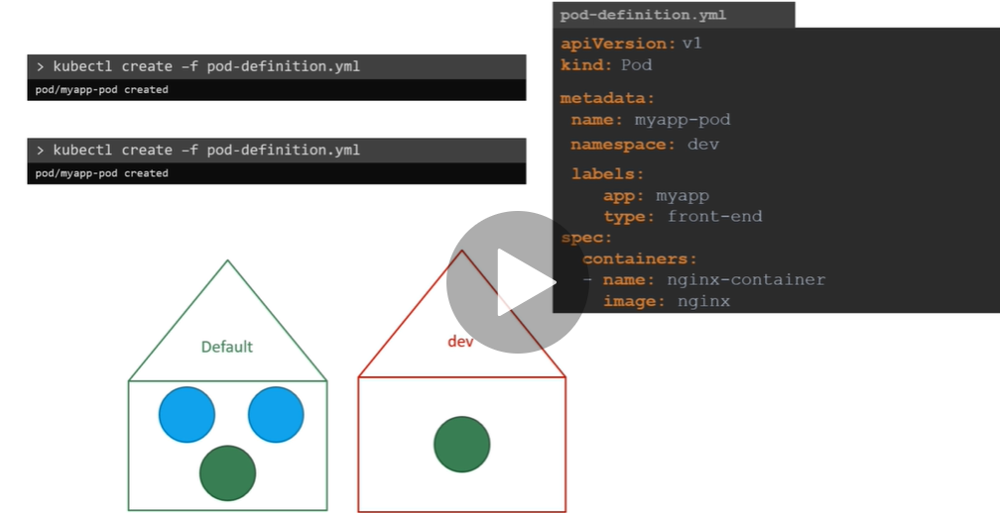 > kubectl create –f pod-definition.yml
pod/myapp-pod created
> kubectl create –f pod-definition.yml
pod/myapp-pod created
pod-definition.yml
apiVersion: v1
kind: Pod
metadata:
name: myapp-pod
namespace: dev
labels:
app: myapp
type: front-end
spec:
containers:
- name: nginx-container
image: nginx
Default
dev